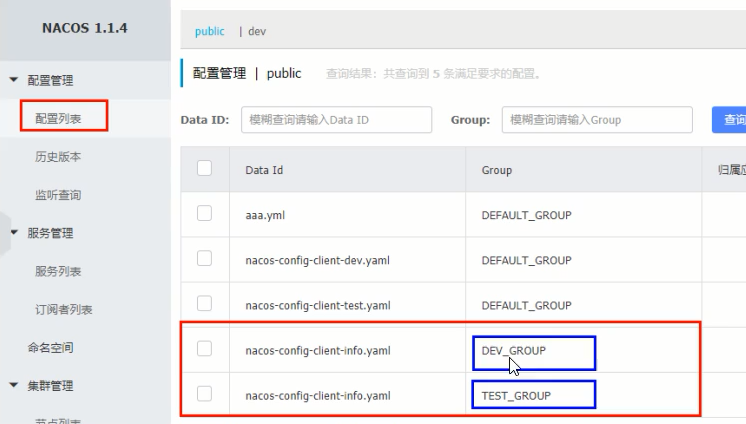 NACOS 1.1.4
public | dev
配置管理
配置管理 | public 查询结果：共查询到 5 条满足要求的配置。
配置列表
Data ID: 模糊查询请输入Data ID Group: 模糊查询请输入Group 查询
历史版本
Data Id Group 归属应
监听查询
aaa.yml DEFAULT_GROUP
服务管理
nacos-config-client-dev.yaml DEFAULT_GROUP
服务列表
nacos-config-client-test.yaml DEFAULT_GROUP
订阅者列表
命名空间
nacos-config-client-info.yaml DEV_GROUP
集群管理
nacos-config-client-info.yaml TEST_GROUP
节点列表